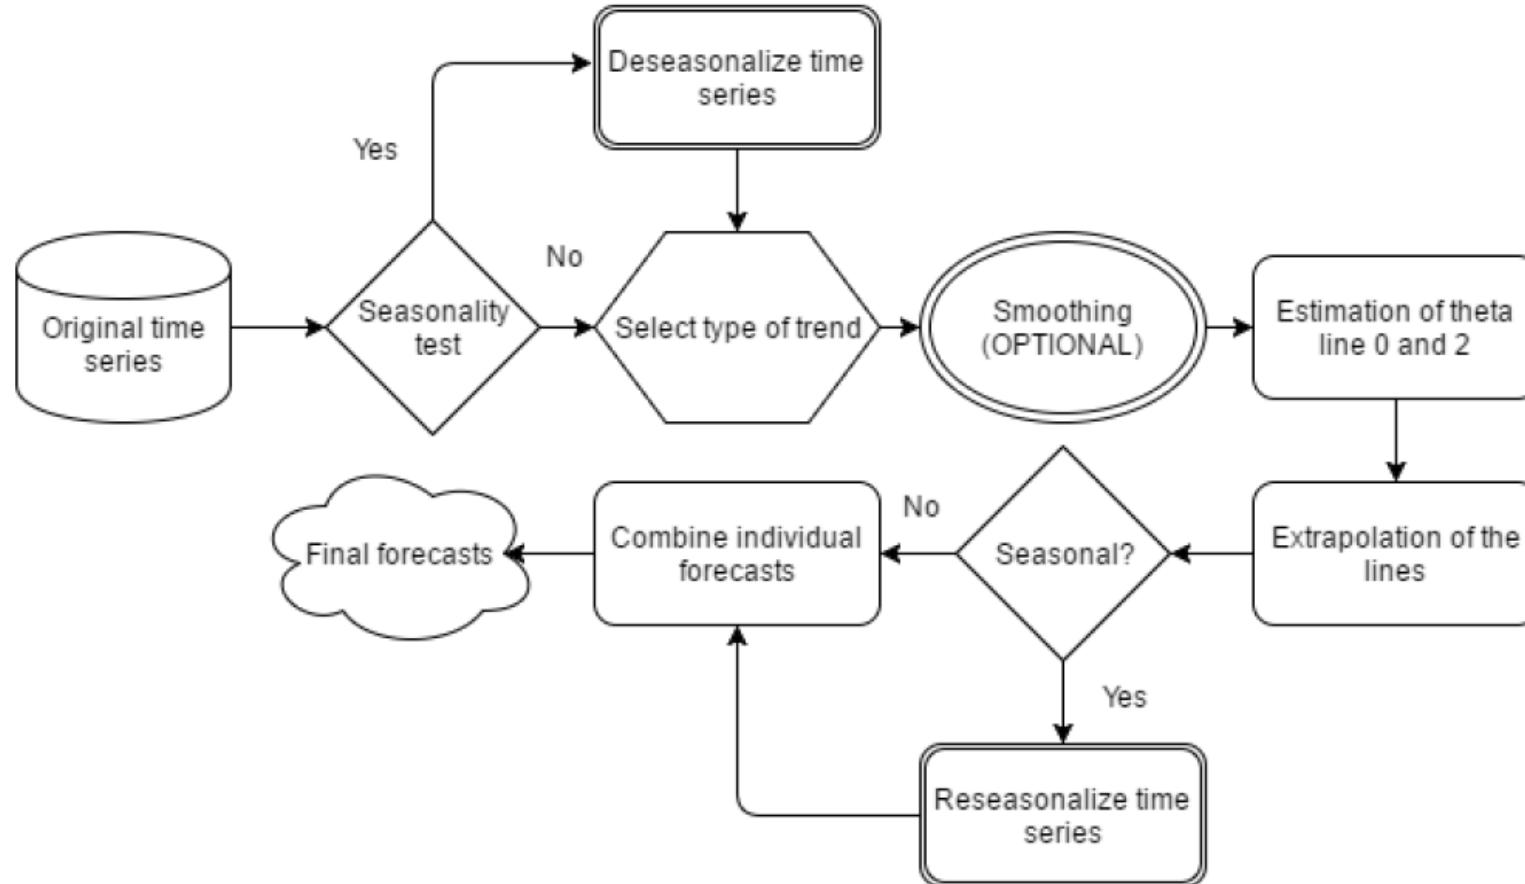 Deseasonalize time
series
Yes
No
Original time
series
Seasonality
test
Select type of trend
Smoothing
(OPTIONAL)
Estimation of theta
line 0 and 2
Final forecasts
Combine individual
forecasts
No
Seasonal?
Extrapolation of the
lines
Yes
Reseasonalize time
series